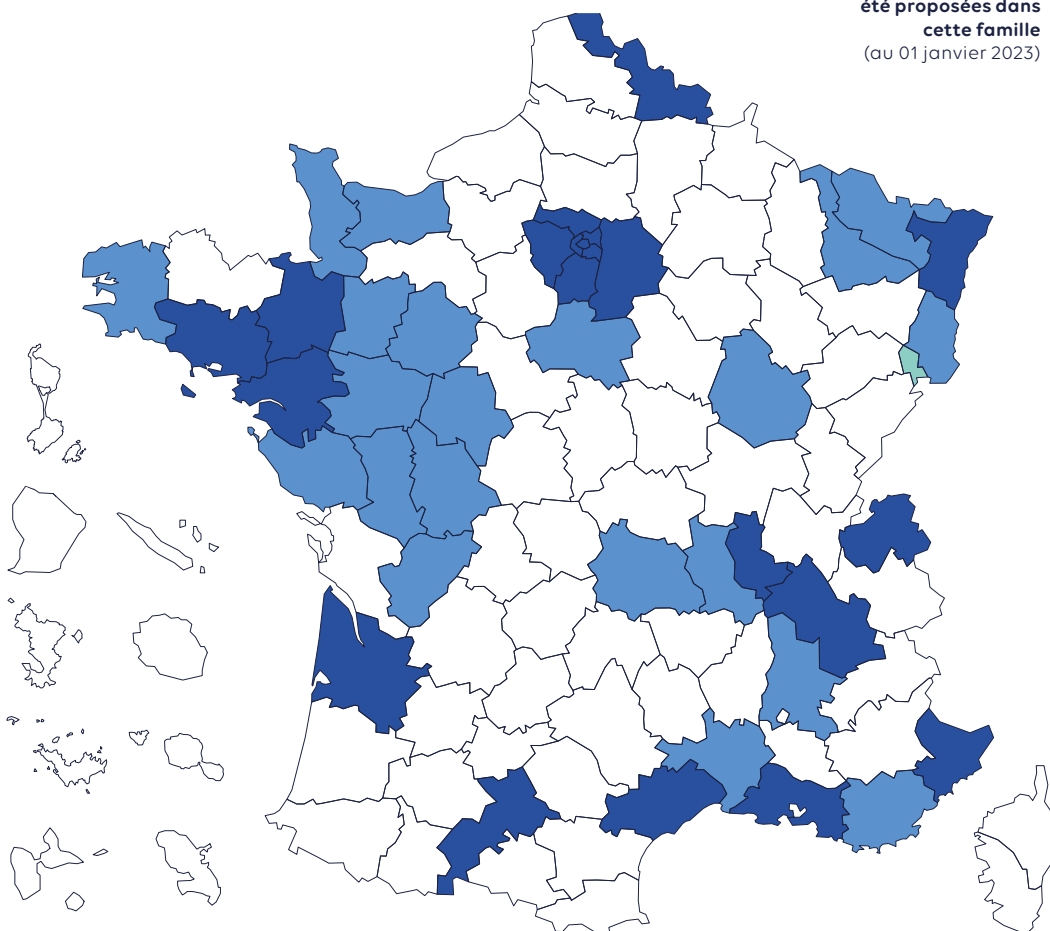 été proposées dans
cette famille
(au 01 janvier 2023)